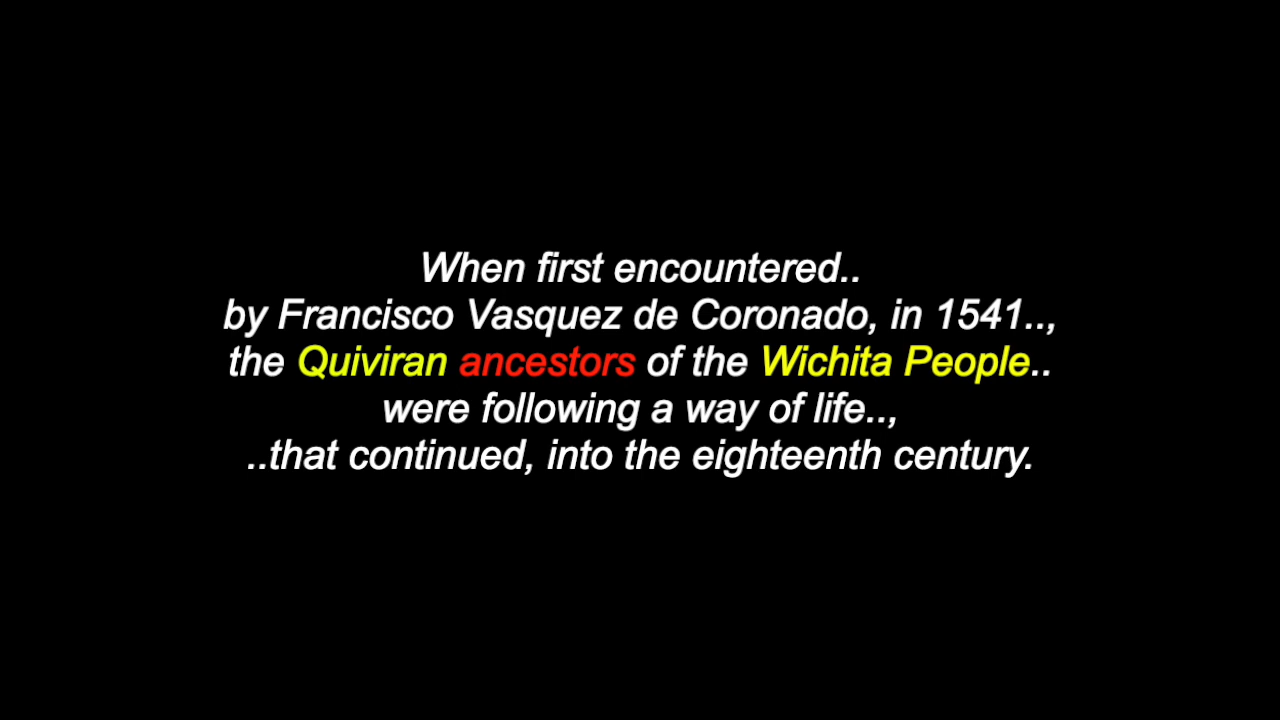 When first encountered..
by Francisco Vasquez de Coronado, in 1541..,
the Quiviran ancestors of the Wichita People..
were following a way of life..,
..that continued, into the eighteenth century.